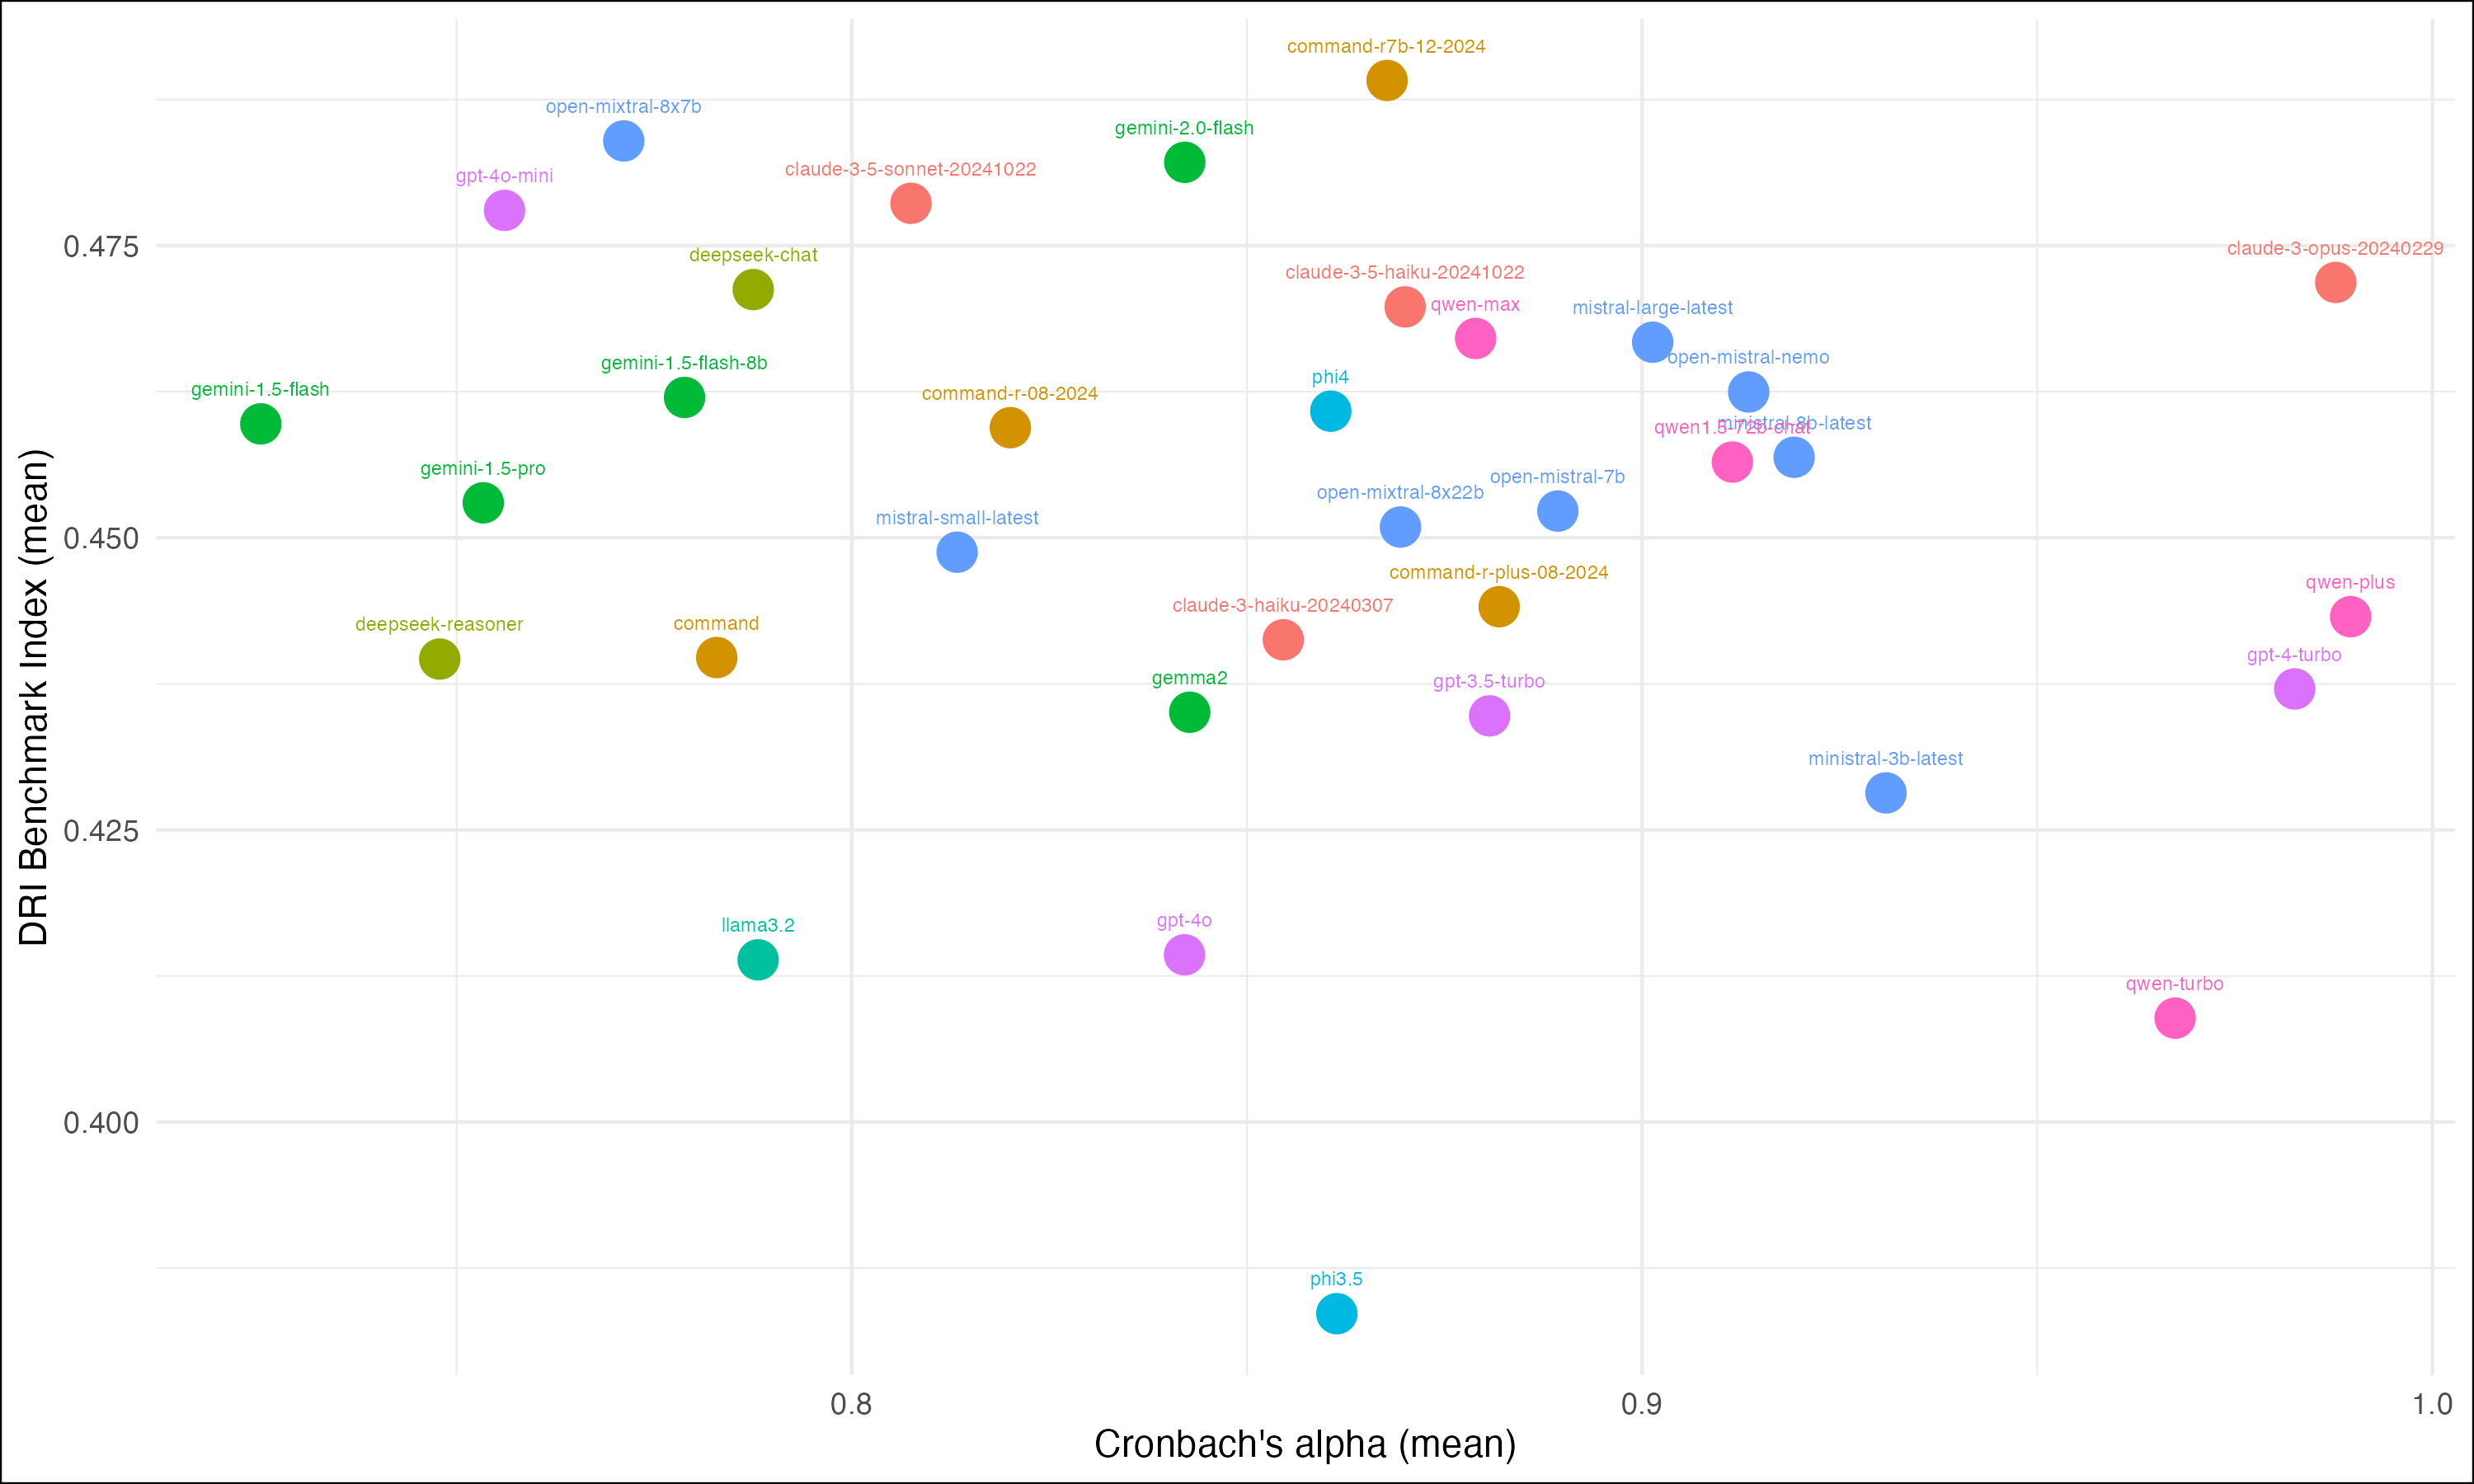 command-r7b-12-2024
open-mixtral-8x7b
gemini-2.0-flash
claude-3-5-sonnet-20241022
gpt-4o-mini
0.475
claude-3-opus-20240229
deepseek-chat
claude-3-5-haiku-20241022
qwen-max
mistral-large-latest
open-mistral-nemo
gemini-1.5-flash-8b
phi4
gemini-1.5-flash
command-r-08-2024
ministral-8b-latest
qwen1.5-72b-chat
gemini-1.5-pro
open-mistral-7b
open-mixtral-8x22b
mistral-small-latest
0.450
command-r-plus-08-2024
qwen-plus
claude-3-haiku-20240307
deepseek-reasoner
command
gpt-4-turbo
gemma2
gpt-3.5-turbo
ministral-3b-latest
0.425
llama3.2
gpt-4o
qwen-turbo
0.400
phi3.5
DRI Benchmark Index (mean)
0.8
0.9
1.0
Cronbach's alpha (mean)